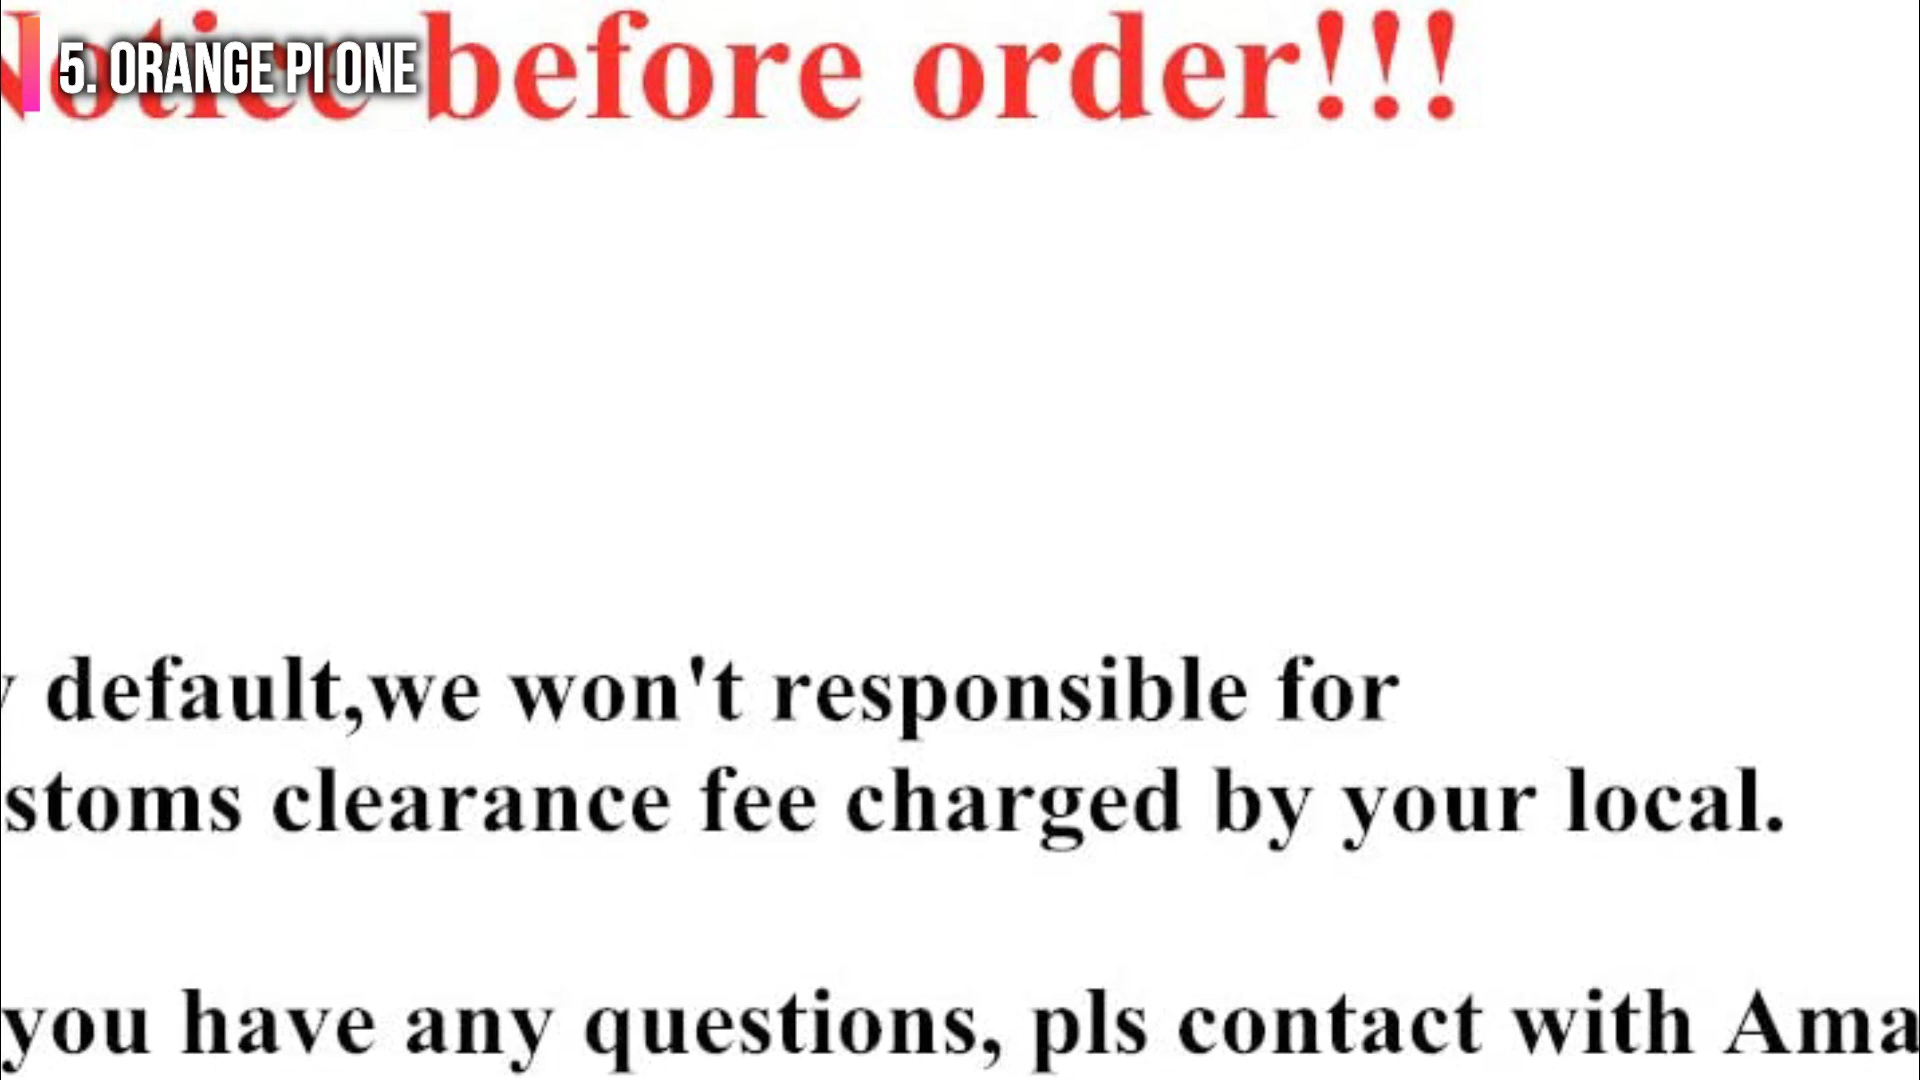 Notice before order!!!
5. ORANGE PI ONE
default,we won't responsible for
stoms clearance fee charged by your local.
you have any questions, pls contact with Ama